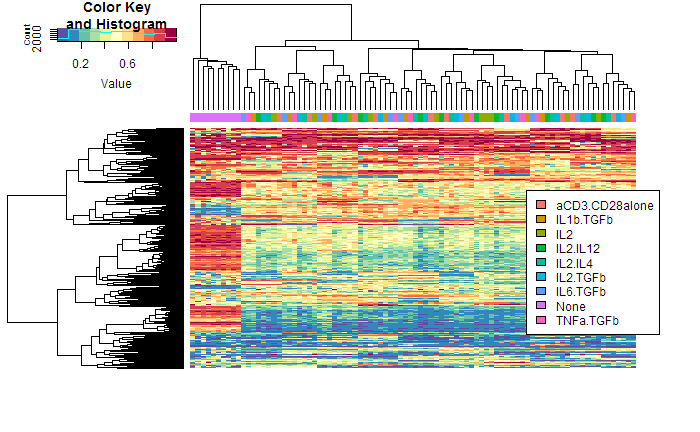 Color Key
and Histogram
Count
2000
0.2 0.6
Value
aCD3.CD28alone
IL1b.TGFb
IL2
IL2.IL12
IL2.IL4
IL2.TGFb
IL6.TGFb
None
TNFa.TGFb